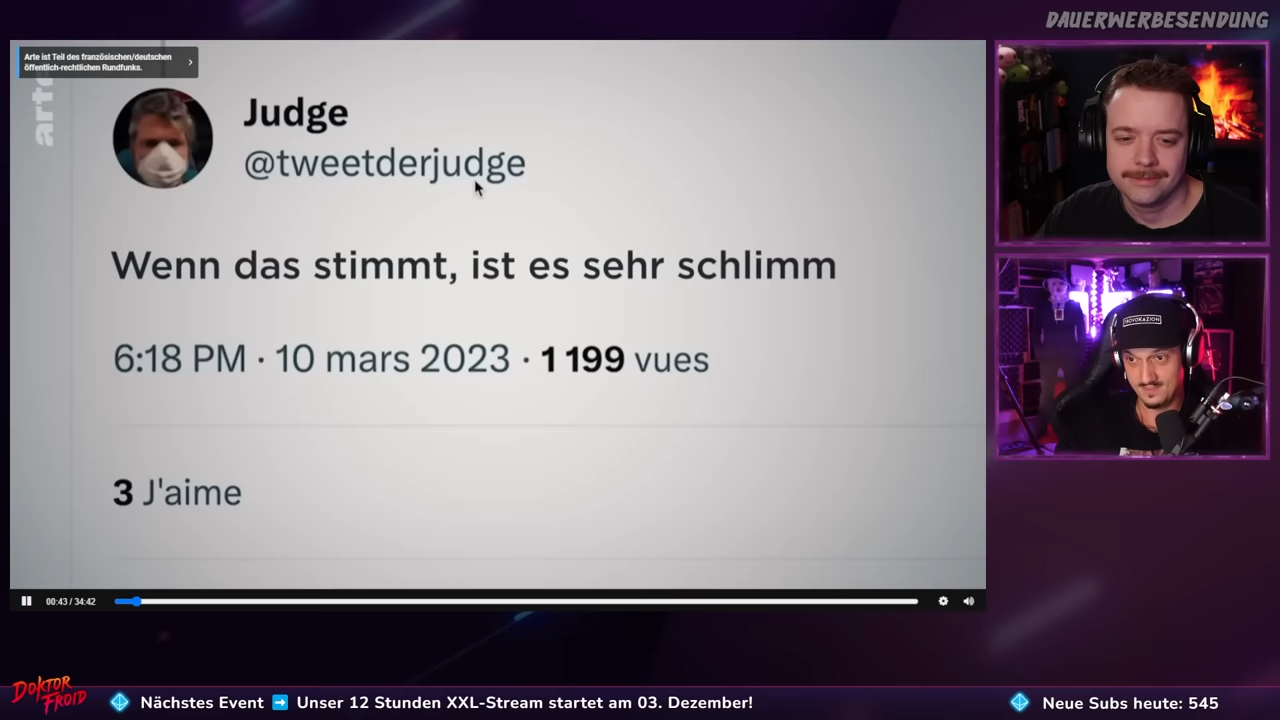 DAUERWERBESENDUNG
Arte ist Teil des französischen/deutschen
öffentlich-rechtlichen Rundfunks.
arte
Judge
@tweetderjudge
Wenn das stimmt, ist es sehr schlimm
6:18 PM · 10 mars 2023 · 1 199 vues
3 J'aime
00:43 / 34:42
PROVOKAZION
DOKTOR
FROID
Nächstes Event ➡ Unser 12 Stunden XXL-Stream startet am 03. Dezember!
Neue Subs heute: 545